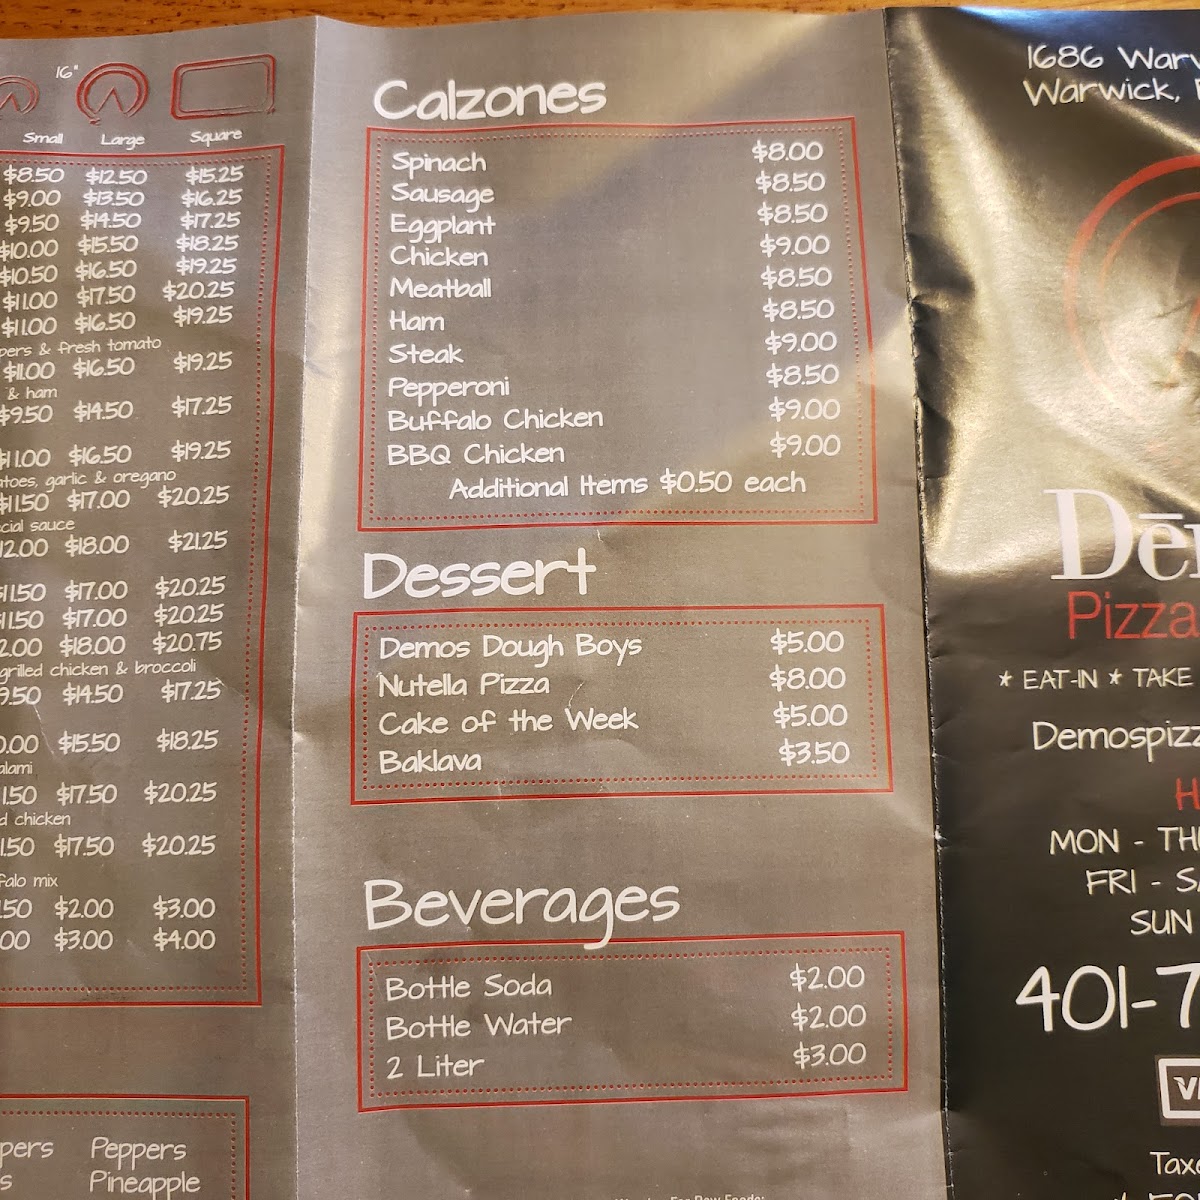 16"
Small Large Square
$8.50 $12.50 $15.25
$9.00 $13.50 $16.25
$9.50 $14.50 $17.25
$10.00 $15.50 $18.25
$10.50 $16.50 $19.25
$11.00 $17.50 $20.25
$11.00 $16.50 $19.25
& fresh tomato
$11.00 $16.50 $19.25
& ham
$9.50 $14.50 $17.25
$11.00 $16.50 $19.25
garlic & oregano
$11.50 $17.00 $20.25
sauce
$18.00 $21.25
$17.00 $20.25
$17.00 $20.25
$18.00 $20.75
grilled chicken & broccoli
$14.50 $17.25
$15.50 $18.25
$17.50 $20.25
chicken
$17.50 $20.25
mix
$2.00 $3.00
$3.00 $4.00
Peppers
Pineapple
Calzones
Spinach $8.00
Sausage $8.50
Eggplant $8.50
Chicken $9.00
Meatball $8.50
Ham $8.50
Steak $9.00
Pepperoni $8.50
Buffalo Chicken $9.00
BBQ Chicken $9.00
Additional Items $0.50 each
Dessert
Demos Dough Boys $5.00
Nutella Pizza $8.00
Cake of the Week $5.00
Baklava $3.50
Beverages
Bottle Soda $2.00
Bottle Water $2.00
2 Liter $3.00
1686
Warwick,
Pizza
* EAT-IN * TAKE
MON -
FRI -
SUN
401-7